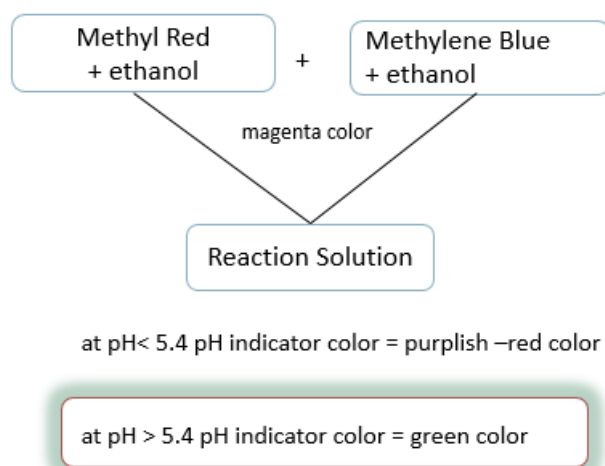 Methyl Red
+ ethanol
+
Methylene Blue
+ ethanol
magenta color
Reaction Solution
at pH< 5.4 pH indicator color = purplish –red color
at pH > 5.4 pH indicator color = green color